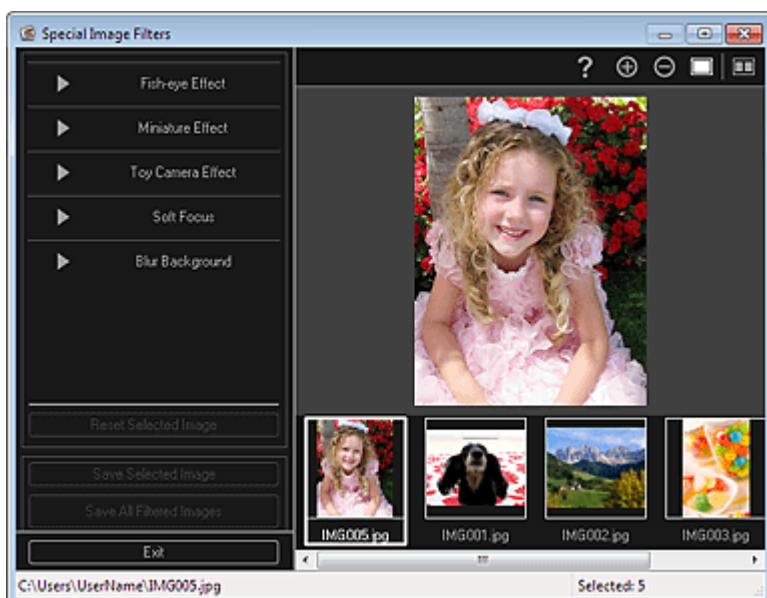 Special Image Filters
?
Fish-eye Effect
Miniature Effect
Toy Camera Effect
Soft Focus
Blur Background
Reset Selected Image
Save Selected Image
Save All Filtered Images
Exit
IMG005.jpg
IMG001.jpg
IMG002.jpg
IMG003.jpg
C:\Users\UserName\IMG005.jpg
Selected: 5